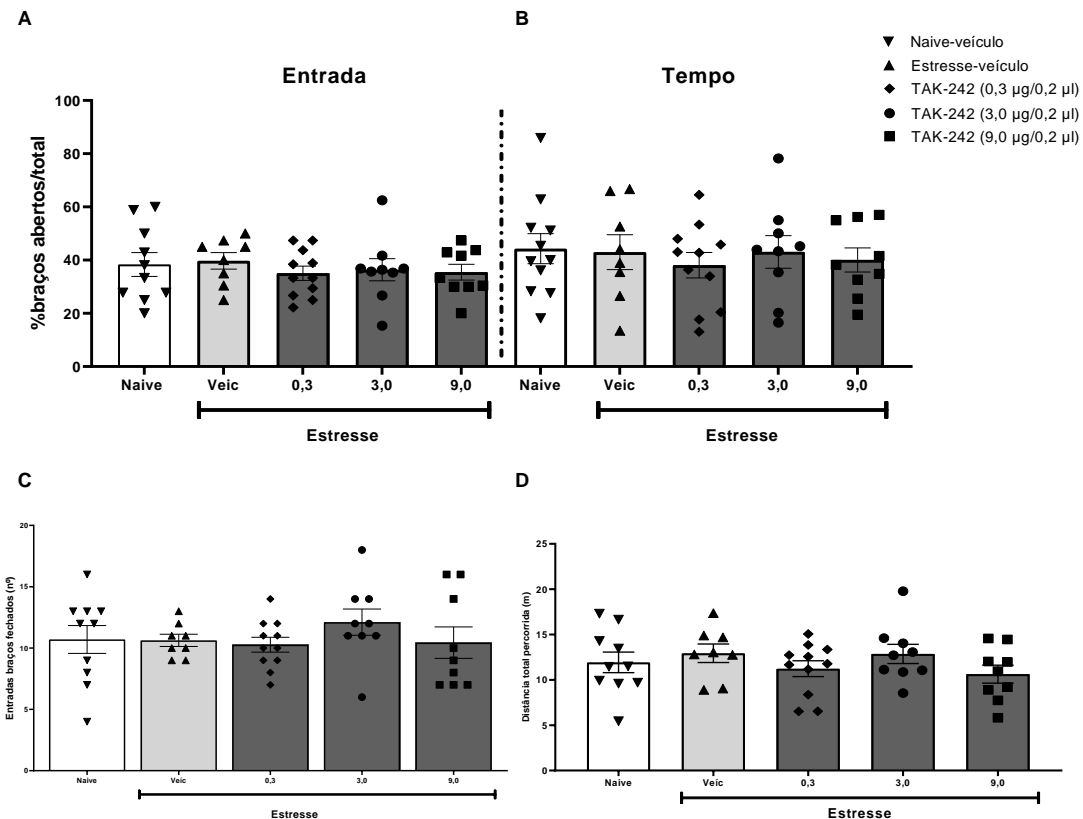 A
B
Naive-veículo
Estresse-veículo
TAK-242 (0,3 µg/0,2 µl)
TAK-242 (3,0 µg/0,2 µl)
TAK-242 (9,0 µg/0,2 µl)
Entrada
Tempo
%braços abertos/total
100
80
60
40
20
0
Naive
Veic
0,3
3,0
9,0
Naive
Veic
0,3
3,0
9,0
Estresse
Estresse
C
Entradas braços fechados (nº)
20
15
10
5
0
Naive
Veíc
0,3
3,0
9,0
Estresse
D
Distância total percorrida (m)
25
20
15
10
5
0
Naive
Veíc
0,3
3,0
9,0
Estresse